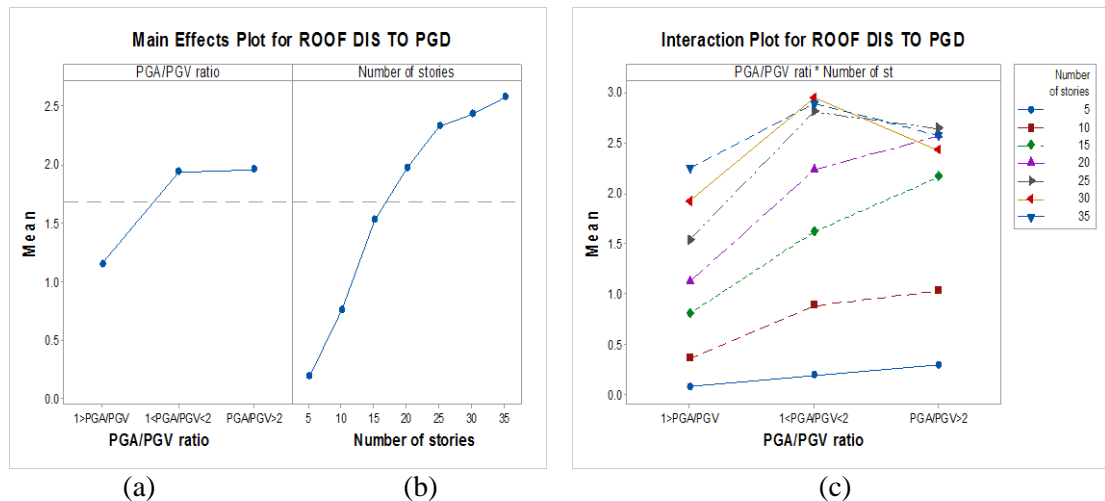 Main Effects Plot for ROOF DIS TO PGD
PGA/PGV ratio
Number of stories
Mean
2.5
2.0
1.5
1.0
0.5
0.0
1>PGA/PGV
1<PGA/PGV<2
PGA/PGV>2
5
10
15
20
25
30
35
PGA/PGV ratio
Number of stories
(a)
(b)
Interaction Plot for ROOF DIS TO PGD
PGA/PGV rati * Number of st
Mean
3.0
2.5
2.0
1.5
1.0
0.5
0.0
1>PGA/PGV
1<PGA/PGV<2
PGA/PGV>2
PGA/PGV ratio
Number
of stories
5
10
15
20
25
30
35
(c)